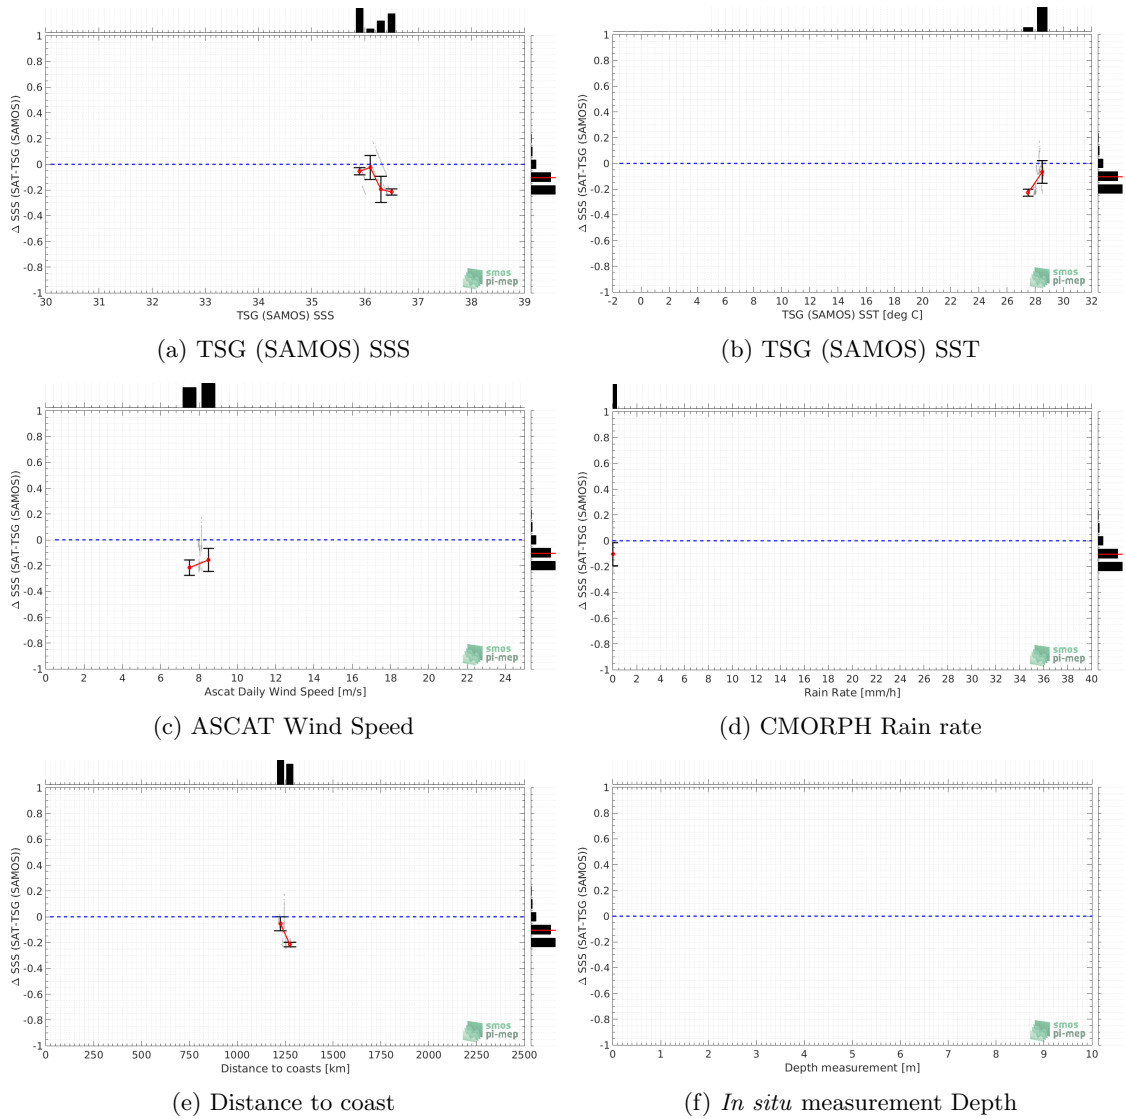 1
0.8
0.6
0.4
0.2
0
-0.2
-0.4
-0.6
-0.8
-1
Δ SSS (SAT-TSG (SAMOS))
30 31 32 33 34 35 36 37 38 39
TSG (SAMOS) SSS
smos
pi-mep
(a) TSG (SAMOS) SSS
1
0.8
0.6
0.4
0.2
0
-0.2
-0.4
-0.6
-0.8
-1
Δ SSS (SAT-TSG (SAMOS))
-2 0 2 4 6 8 10 12 14 16 18 20 22 24 26 28 30 32
TSG (SAMOS) SST [deg C]
smos
pi-mep
(b) TSG (SAMOS) SST
1
0.8
0.6
0.4
0.2
0
-0.2
-0.4
-0.6
-0.8
-1
Δ SSS (SAT-TSG (SAMOS))
0 2 4 6 8 10 12 14 16 18 20 22 24
Ascat Daily Wind Speed [m/s]
smos
pi-mep
(c) ASCAT Wind Speed
1
0.8
0.6
0.4
0.2
0
-0.2
-0.4
-0.6
-0.8
-1
Δ SSS (SAT-TSG (SAMOS))
0 2 4 6 8 10 12 14 16 18 20 22 24 26 28 30 32 34 36 38 40
Rain Rate [mm/h]
smos
pi-mep
(d) CMORPH Rain rate
1
0.8
0.6
0.4
0.2
0
-0.2
-0.4
-0.6
-0.8
-1
Δ SSS (SAT-TSG (SAMOS))
0 250 500 750 1000 1250 1500 1750 2000 2250 2500
Distance to coasts [km]
smos
pi-mep
(e) Distance to coast
1
0.8
0.6
0.4
0.2
0
-0.2
-0.4
-0.6
-0.8
-1
Δ SSS (SAT-TSG (SAMOS))
0 1 2 3 4 5 6 7 8 9 10
Depth measurement [m]
smos
pi-mep
(f) In situ measurement Depth